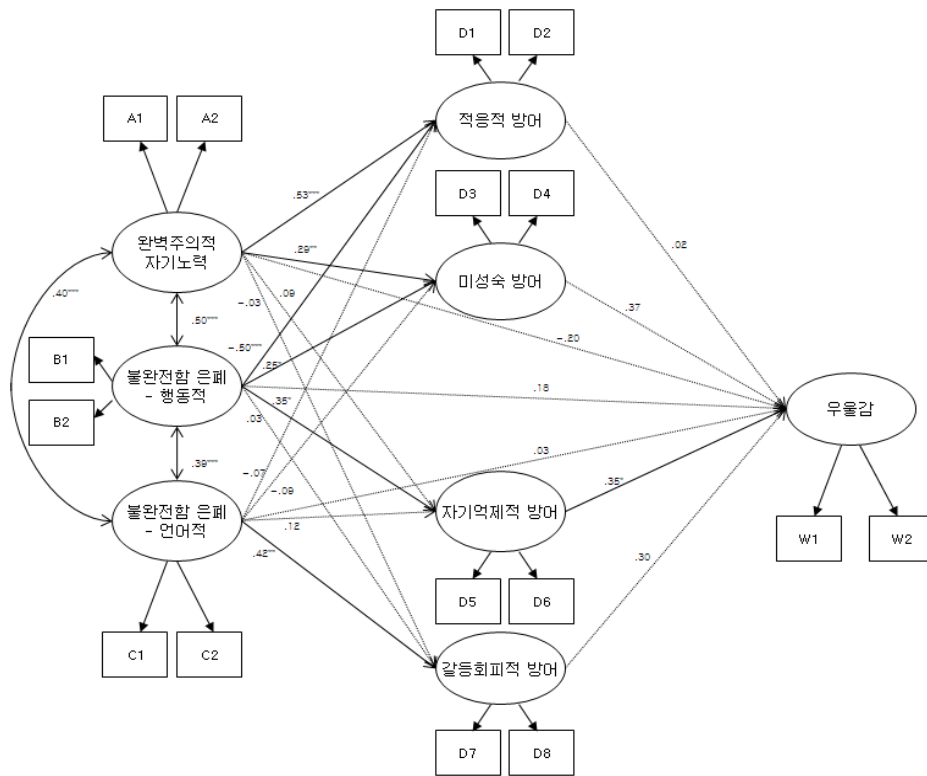 D1
D2
A1
A2
적응적 방어
.53***
D3
D4
완벽주의적
자기노력
.29**
.09
-.03
미성숙 방어
.02
.37
.40***
.50***
-.50***
-.20
B1
.25*
불완전함 은폐
- 행동적
.35*
.18
B2
.03
우울감
.39***
-.07
.03
-.09
불완전함 은폐
- 언어적
.12
자기억제적 방어
.35*
.42**
W1
W2
.30
D5
D6
C1
C2
갈등회피적 방어
D7
D8